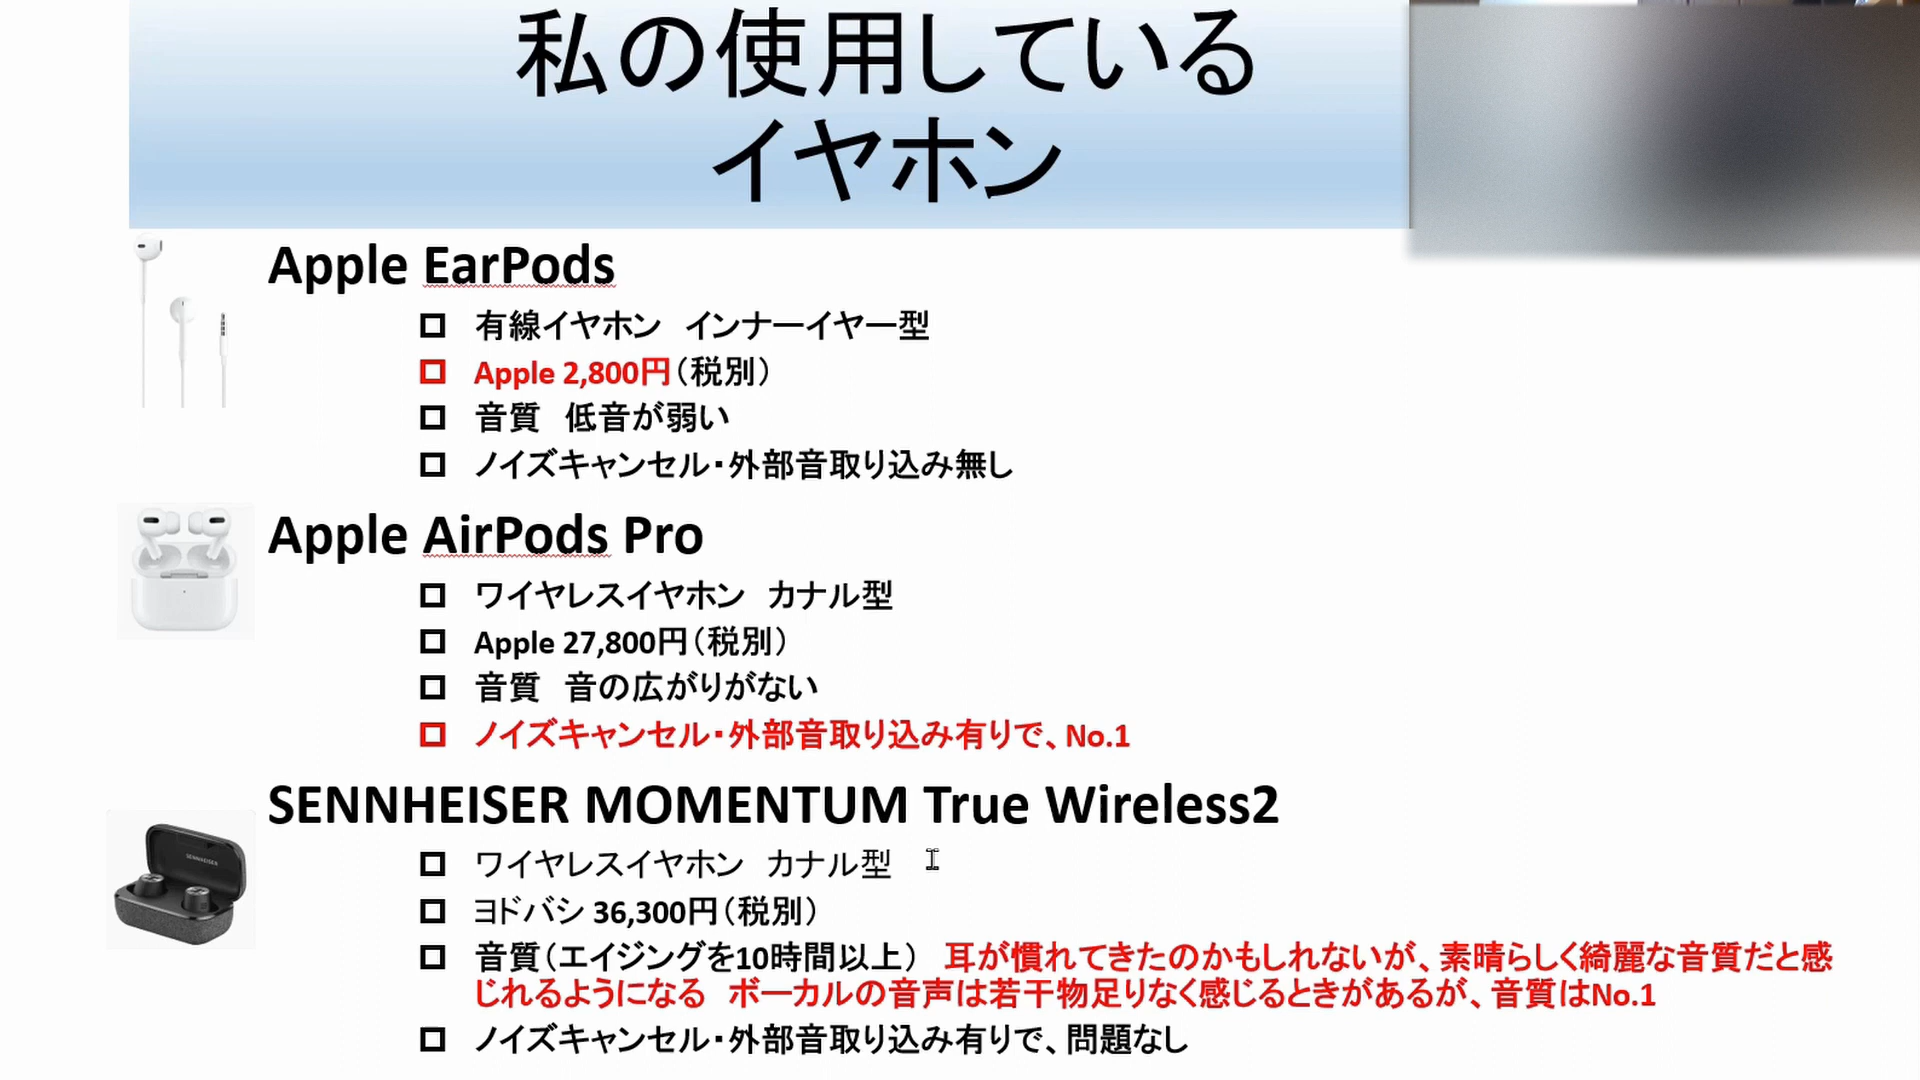 私の使用している
イヤホン
Apple EarPods
有線イヤホン　インナーイヤー型
Apple 2,800円（税別）
音質　低音が弱い
ノイズキャンセル・外部音取り込み無し
Apple AirPods Pro
ワイヤレスイヤホン　カナル型
Apple 27,800円（税別）
音質　音の広がりがない
ノイズキャンセル・外部音取り込み有りで、No.1
SENNHEISER MOMENTUM True Wireless2
ワイヤレスイヤホン　カナル型
ヨドバシ 36,300円（税別）
音質（エイジングを10時間以上）　耳が慣れてきたのかもしれないが、素晴らしく綺麗な音質だと感
じれるようになる　ボーカルの音声は若干物足りなく感じるときがあるが、音質はNo.1
ノイズキャンセル・外部音取り込み有りで、問題なし
SENNHEISER